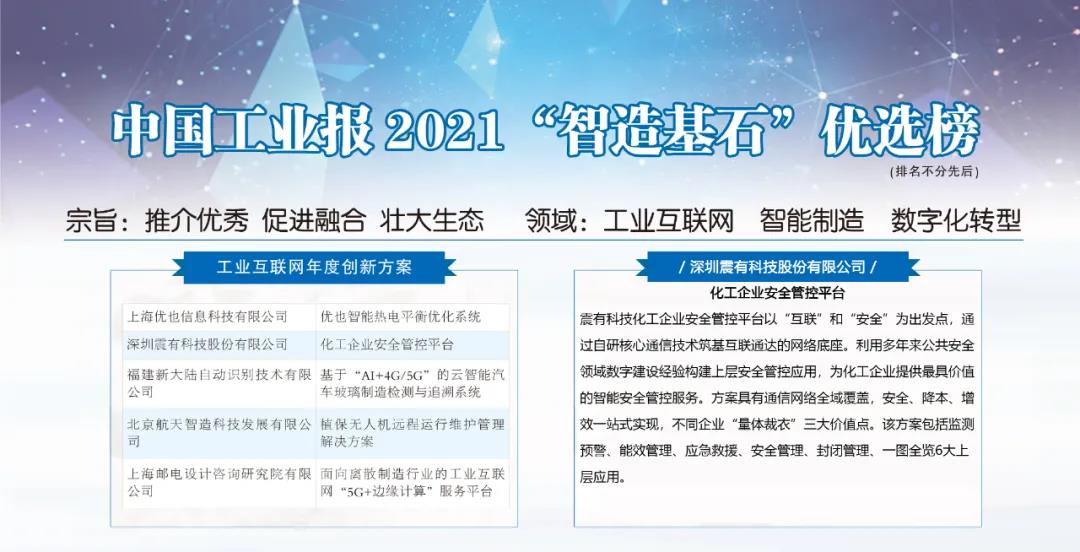 中国工业报 2021 “智造基石”优选榜
(排名不分先后)
宗旨：推介优秀 促进融合 壮大生态 领域：工业互联网 智能制造 数字化转型
工业互联网年度创新方案
上海优也信息科技有限公司 优也智能热电平衡优化系统
深圳震有科技股份有限公司 化工企业安全管控平台
福建新大陆自动识别技术有限 基于“AI+4G/5G”的云智能汽
公司 车玻璃制造检测与追溯系统
北京航天智造科技发展有限公 植保无人机远程运行维护管理
司 解决方案
上海邮电设计咨询研究院有限 面向离散制造行业的工业互联
公司 网“5G+边缘计算”服务平台
/ 深圳震有科技股份有限公司 /
化工企业安全管控平台
震有科技化工企业安全管控平台以“互联”和“安全”为出发点，通
过自研核心通信技术筑基互联通达的网络底座。利用多年来公共安全
领域数字建设经验构建上层安全管控应用，为化工企业提供最具价值
的智能安全管控服务。方案具有通信网络全域覆盖，安全、降本、增
效一站式实现，不同企业“量体裁衣”三大价值点。该方案包括监测
预警、能效管理、应急救援、安全管理、封闭管理、一图全览6大上
层应用。